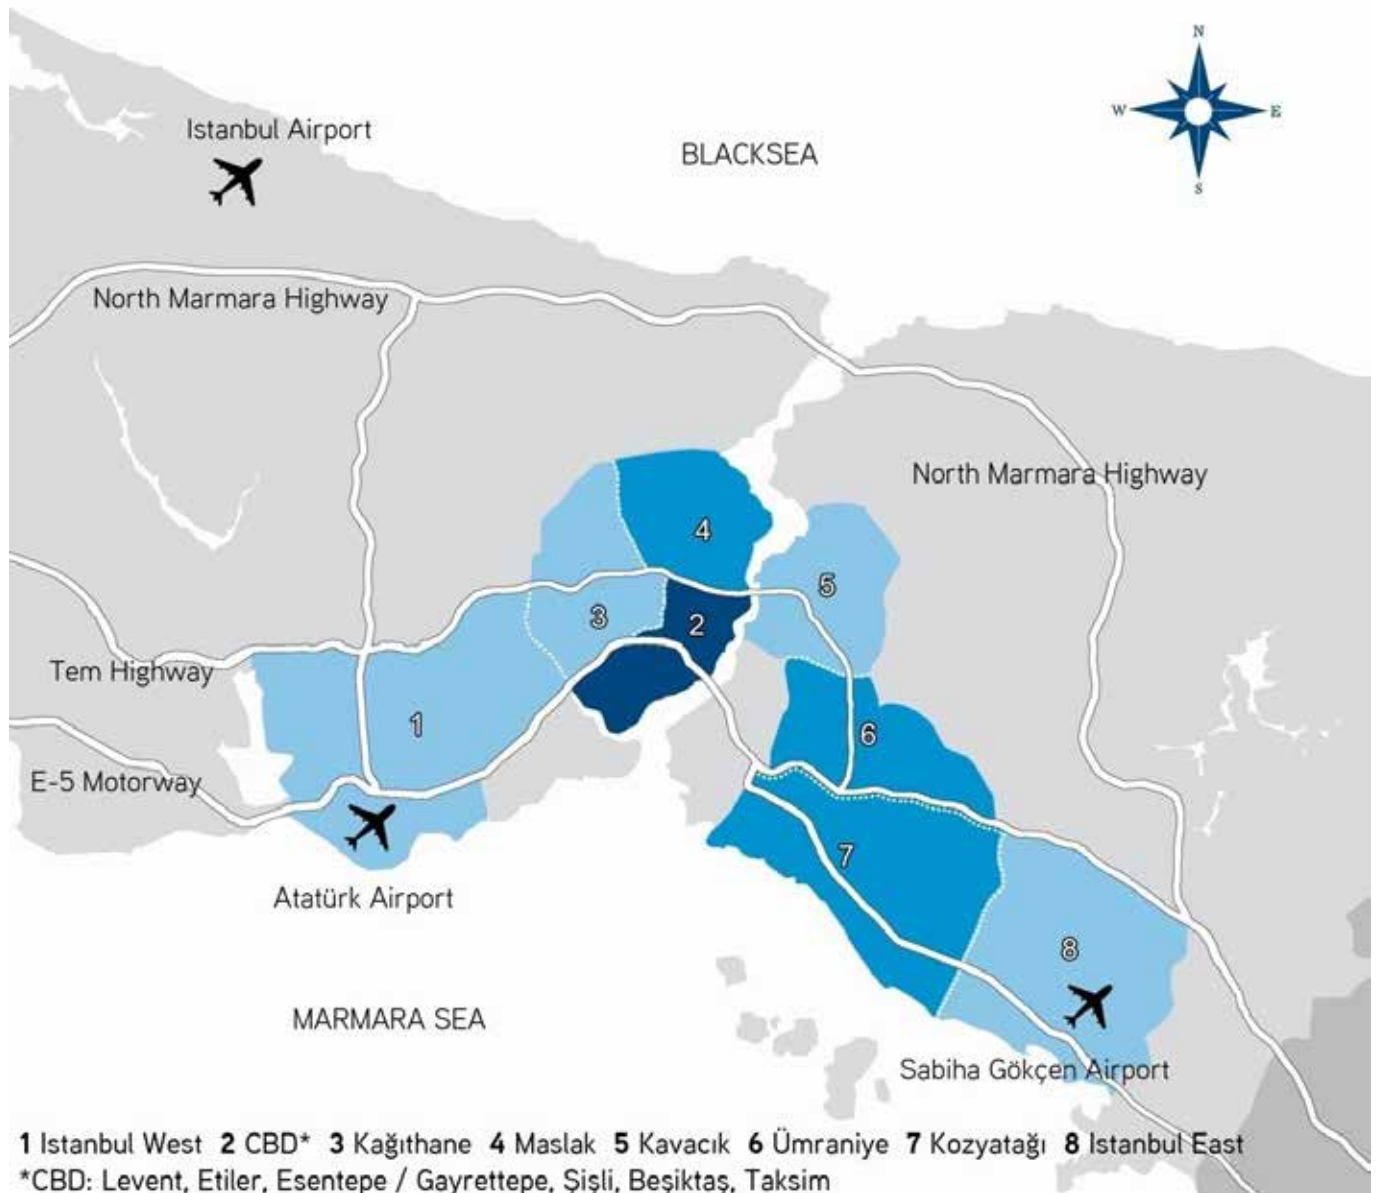 N
Istanbul Airport
BLACKSEA
W E
S
North Marmara Highway
North Marmara Highway
4
5
3
2
Tem Highway
1
6
E-5 Motorway
7
Atatürk Airport
8
MARMARA SEA
Sabiha Gökçen Airport
1 Istanbul West 2 CBD* 3 Kağıthane 4 Maslak 5 Kavacık 6 Ümraniye 7 Kozyatağı 8 Istanbul East
*CBD: Levent, Etiler, Esentepe / Gayrettepe, Şişli, Beşiktaş, Taksim